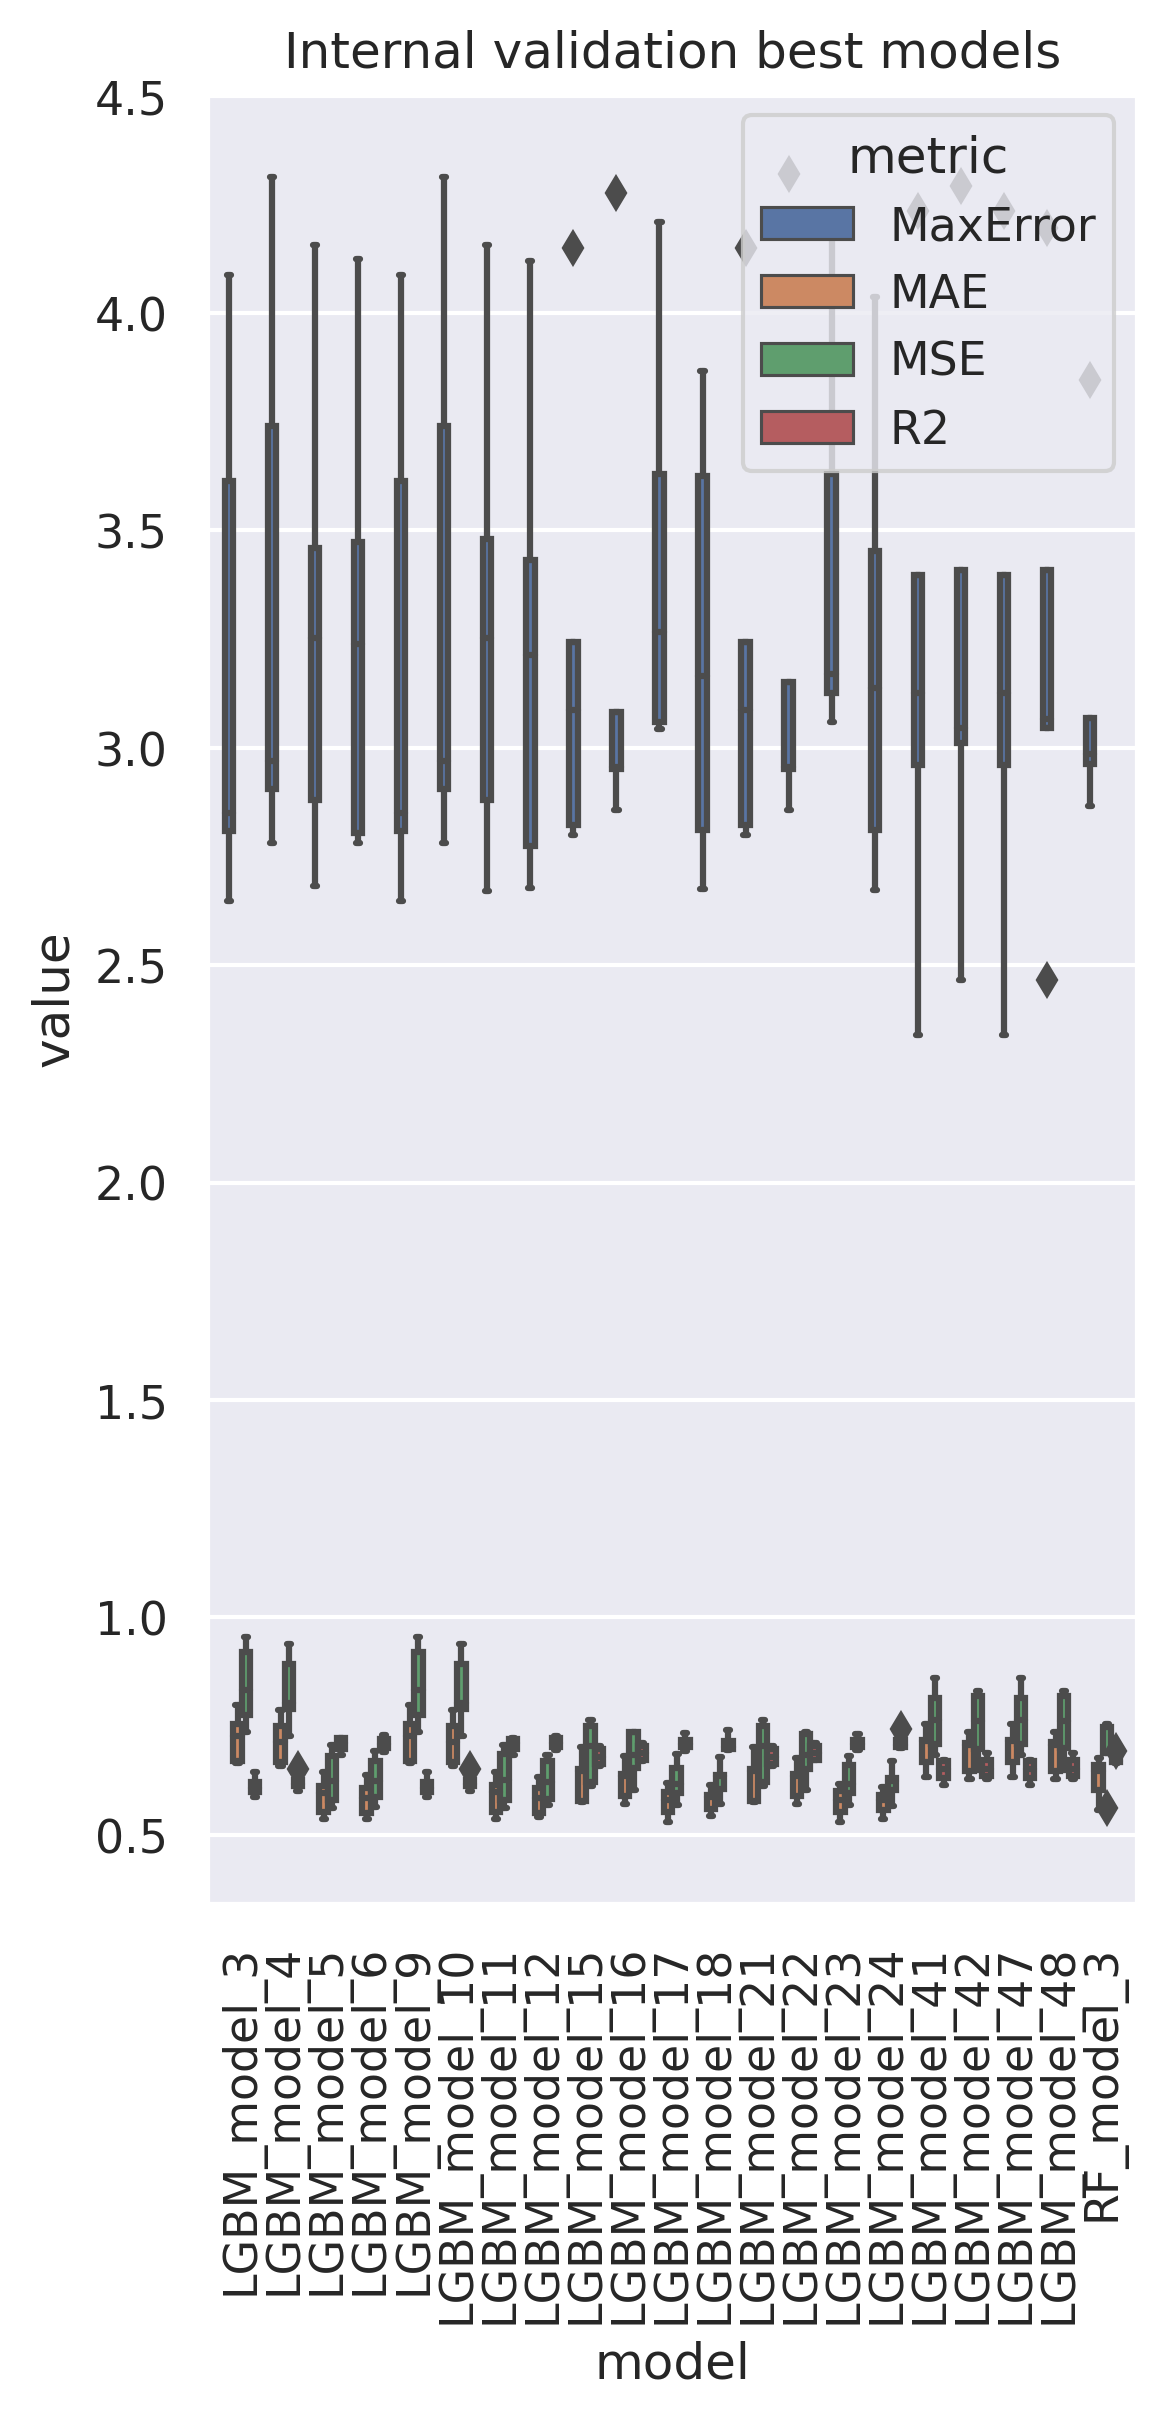 Internal validation best models
4.5
4.0
3.5
3.0
2.5
2.0
1.5
1.0
0.5
value
metric
MaxError
MAE
MSE
R2
LGBM_model_3
LGBM_model_4
LGBM_model_5
LGBM_model_6
LGBM_model_9
LGBM_model_10
LGBM_model_11
LGBM_model_12
LGBM_model_15
LGBM_model_16
LGBM_model_17
LGBM_model_18
LGBM_model_21
LGBM_model_22
LGBM_model_23
LGBM_model_24
LGBM_model_41
LGBM_model_42
LGBM_model_47
LGBM_model_48
RF_model_3
model